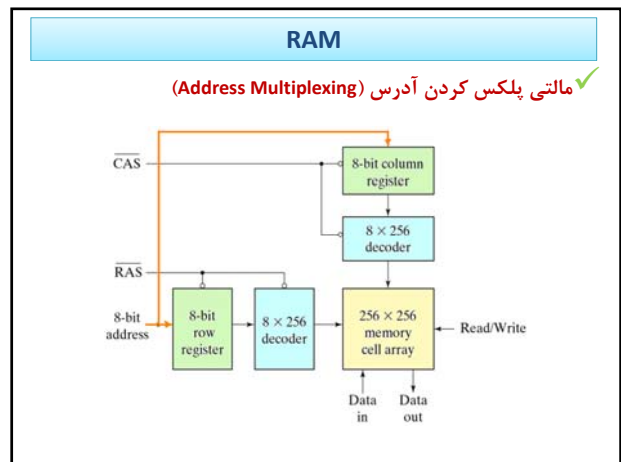 RAM
مالتی پلکس کردن آدرس (Address Multiplexing)
CAS
8-bit column
register
8 × 256
decoder
RAS
8-bit
address
8-bit
row
register
8 × 256
decoder
256 × 256
memory
cell array
Read/Write
Data
in
Data
out